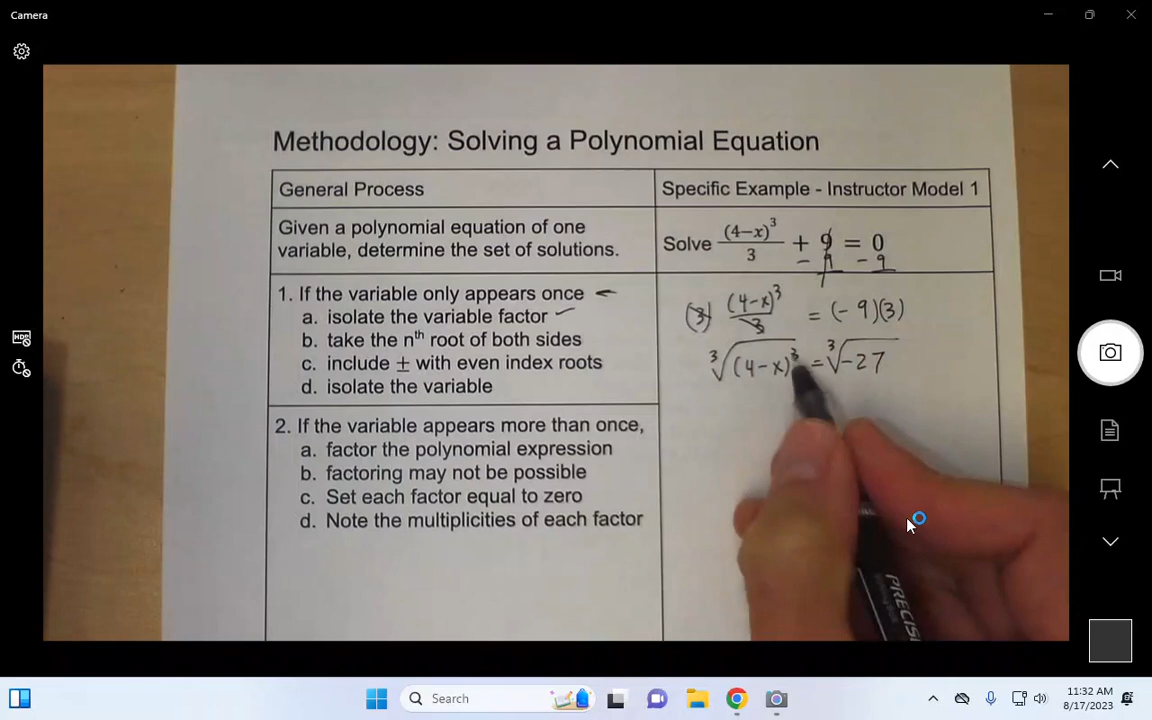 Camera
Methodology: Solving a Polynomial Equation
General Process
Specific Example - Instructor Model 1
Given a polynomial equation of one
variable, determine the set of solutions.
Solve (4-x)^3/3 + 9 = 0
- 9 - 9
1. If the variable only appears once
a. isolate the variable factor
b. take the nth root of both sides
c. include ± with even index roots
d. isolate the variable
(3) (4-x)^3/3 = (-9)(3)
∛(4-x)^3 = ∛-27
2. If the variable appears more than once,
a. factor the polynomial expression
b. factoring may not be possible
c. Set each factor equal to zero
d. Note the multiplicities of each factor
PRECIS
Search
11:32 AM
8/17/2023